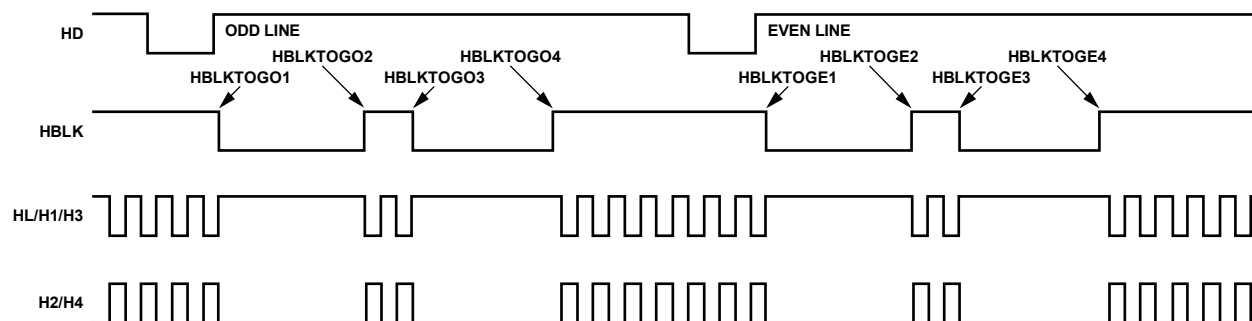 HD
ODD LINE
EVEN LINE
HBLKTOGO2
HBLKTOGO4
HBLKTOGE2
HBLKTOGE4
HBLKTOGO1
HBLKTOGO3
HBLKTOGE1
HBLKTOGE3
HBLK
HL/H1/H3
H2/H4